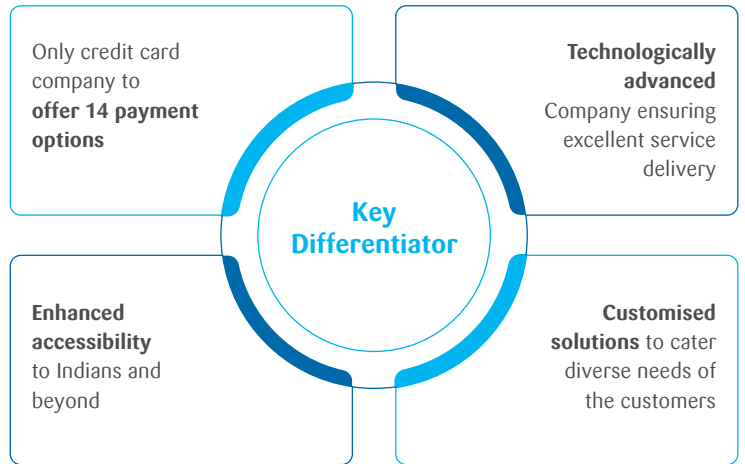 Only credit card
company to
offer 14 payment
options
Technologically
advanced
Company ensuring
excellent service
delivery
Key
Differentiator
Enhanced
accessibility
to Indians and
beyond
Customised
solutions to cater
diverse needs of
the customers